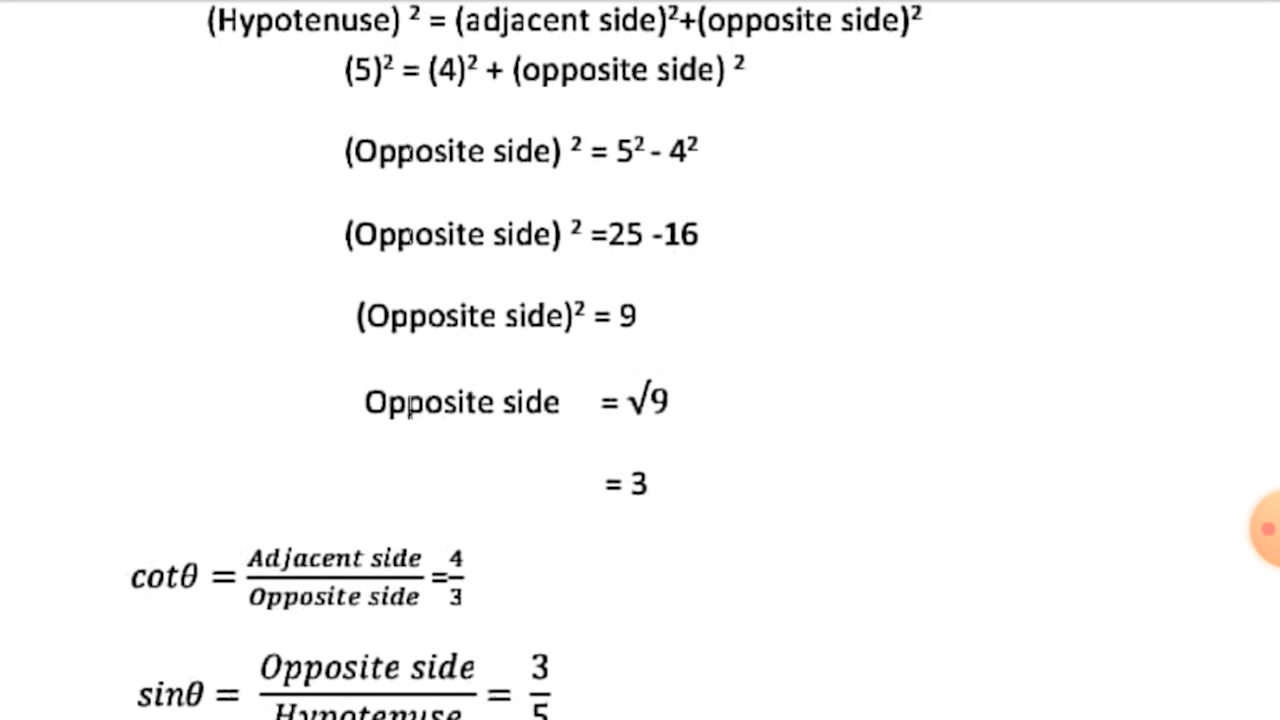 (Hypotenuse) ² = (adjacent side)²+(opposite side)²
(5)² = (4)² + (opposite side) ²
(Opposite side) ² = 5² - 4²
(Opposite side) ² =25 -16
(Opposite side)² = 9
Opposite side = √9
= 3
cotθ = Adjacent side / Opposite side = 4/3
sinθ = Opposite side / Hypotenuse = 3/5